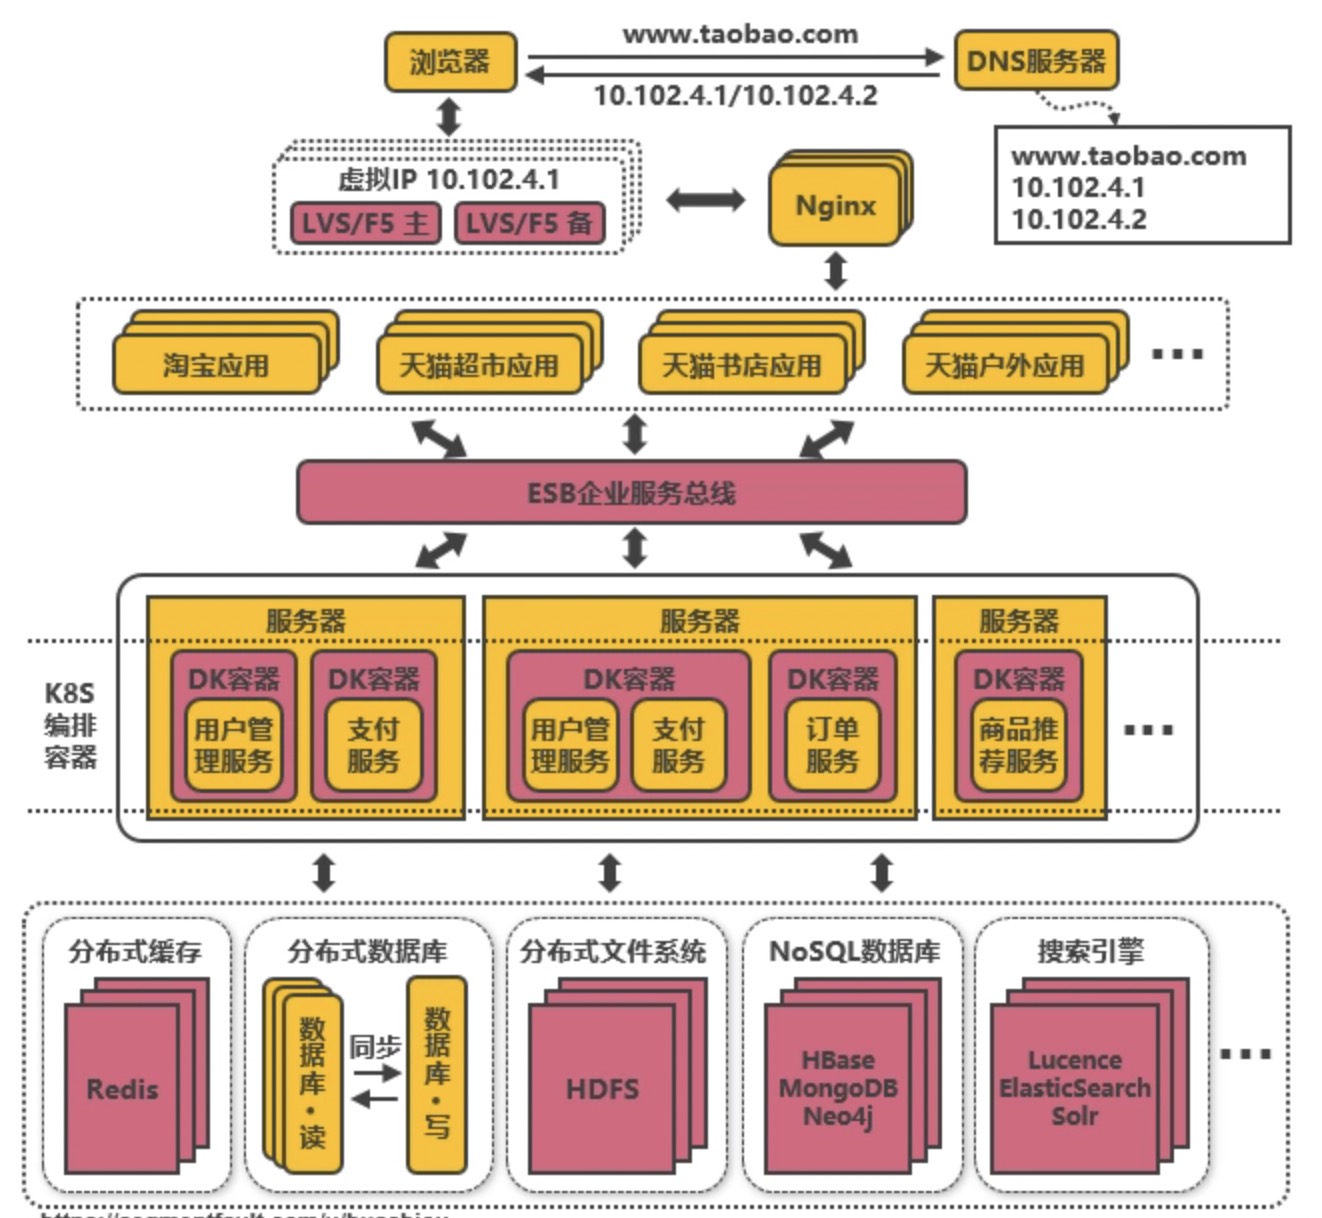 www.taobao.com
浏览器
DNS服务器
10.102.4.1/10.102.4.2
虚拟IP 10.102.4.1
LVS/F5 主
LVS/F5 备
Nginx
www.taobao.com
10.102.4.1
10.102.4.2
淘宝应用
天猫超市应用
天猫书店应用
天猫户外应用
...
ESB企业服务总线
K8S
编排
容器
服务器
DK容器
用户管
理服务
DK容器
支付
服务
服务器
DK容器
用户管
理服务
支付
服务
DK容器
订单
服务
服务器
DK容器
商品推
荐服务
...
分布式缓存
Redis
分布式数据库
数据库·读
同步
数据库·写
分布式文件系统
HDFS
NoSQL数据库
HBase
MongoDB
Neo4j
搜索引擎
Lucence
ElasticSearch
Solr
...